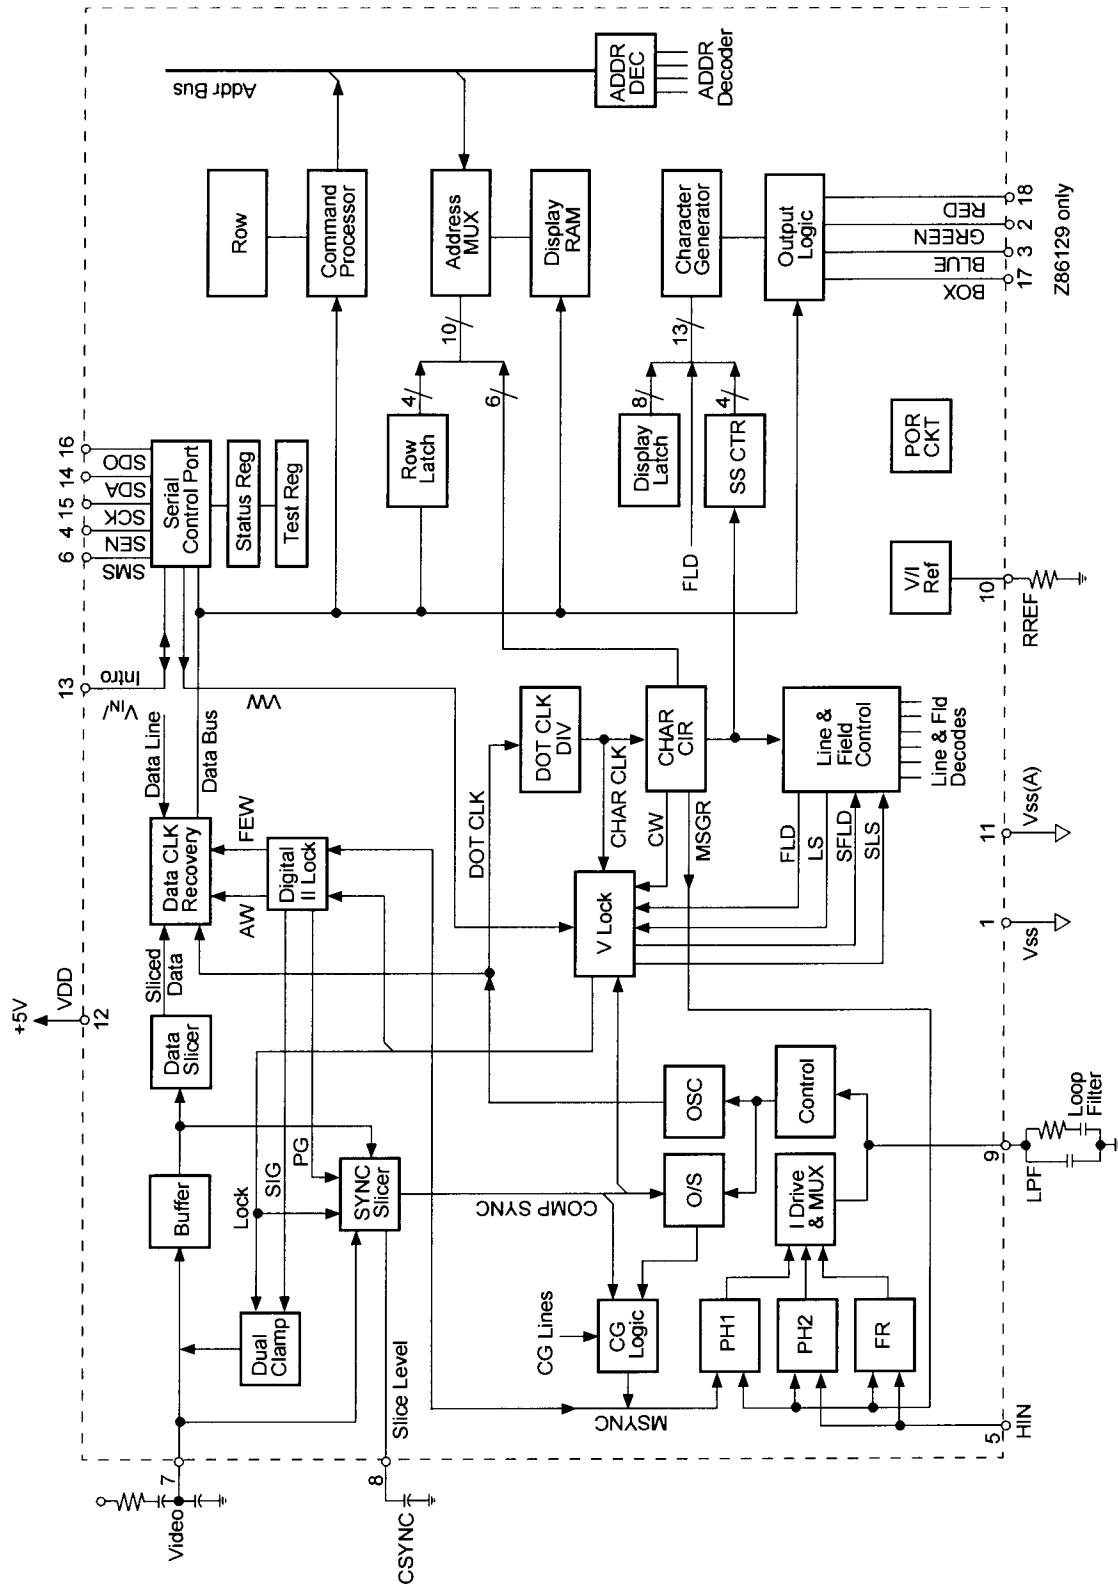 +5V
VDD
12
13
VIN/
Intro
6
4
15
14
16
SMS
SEN
SCK
SDA
SDO
Serial
Control Port
Status Reg
Test Reg
Addr Bus
Row
Command
Processor
ADDR
DEC
ADDR
Decoder
Address
MUX
Display
RAM
10
4
6
Row
Latch
Character
Generator
13
8
4
Display
Latch
FLD
SS CTR
Output
Logic
BOX
BLUE
GREEN
RED
17
3
2
18
Z86129 only
POR
CKT
V/I
Ref
10
RREF
Data Line
Data Bus
VW
Data CLK
Recovery
Sliced
Data
AW
FEW
Digital
II Lock
Data
Slicer
Buffer
Lock
SIG
PG
SYNC
Slicer
Dual
Clamp
Video
7
Slice Level
8
CSYNC
DOT CLK
DOT CLK
DIV
CHAR CLK
CHAR
CIR
CW
MSGR
V Lock
Line &
Field
Control
FLD
LS
SFLD
SLS
Line & Fld
Decodes
COMP SYNC
OSC
O/S
Control
CG Lines
CG
Logic
MSYNC
I Drive
& MUX
PH1
PH2
FR
5
HIN
9
LPF
Loop
Filter
1
Vss
11
Vss(A)